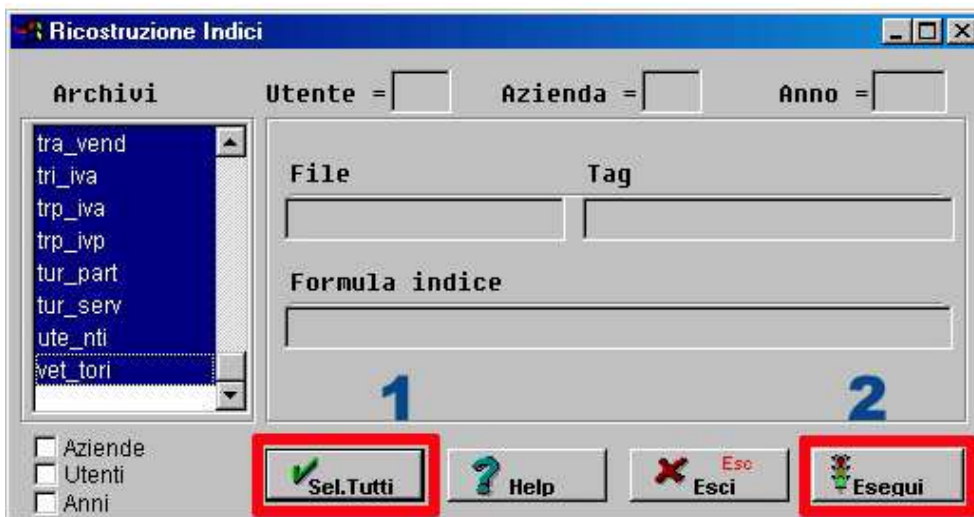 Ricostruzione Indici
Archivi
Utente =
Azienda =
Anno =
tra_vend
tri_iva
trp_iva
trp_ivp
tur_part
tur_serv
ute_nti
vet_tori
File
Tag
Formula indice
1
2
Aziende
Utenti
Anni
Sel.Tutti
Help
Esc
Esci
Esegui